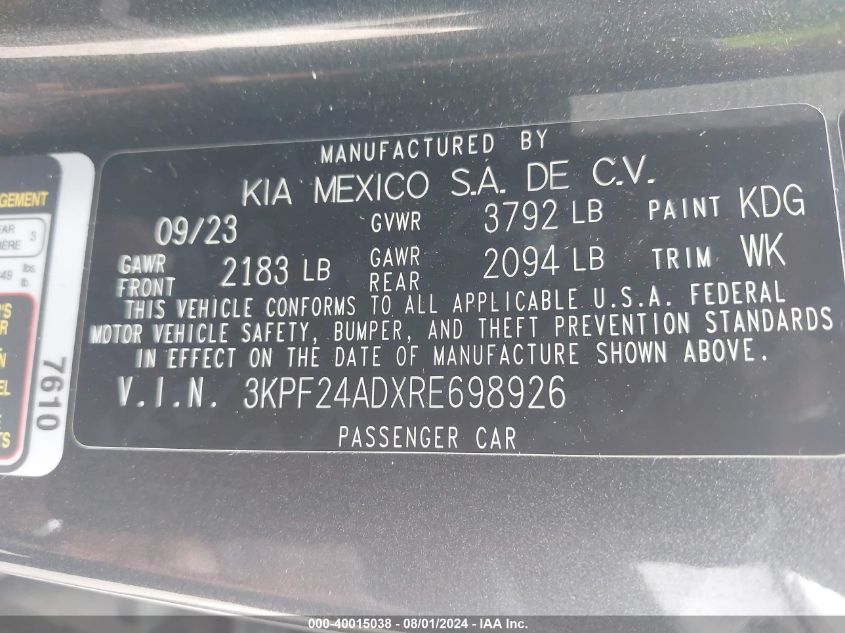 MANUFACTURED BY
KIA MEXICO S.A. DE C.V.
09/23 GVWR 3792 LB PAINT KDG
GAWR FRONT 2183 LB GAWR REAR 2094 LB TRIM WK
THIS VEHICLE CONFORMS TO ALL APPLICABLE U.S.A. FEDERAL
MOTOR VEHICLE SAFETY, BUMPER, AND THEFT PREVENTION STANDARDS
IN EFFECT ON THE DATE OF MANUFACTURE SHOWN ABOVE.
V.I.N. 3KPF24ADXRE698926
PASSENGER CAR
7610
000-40015038 - 08/01/2024 - IAA Inc.